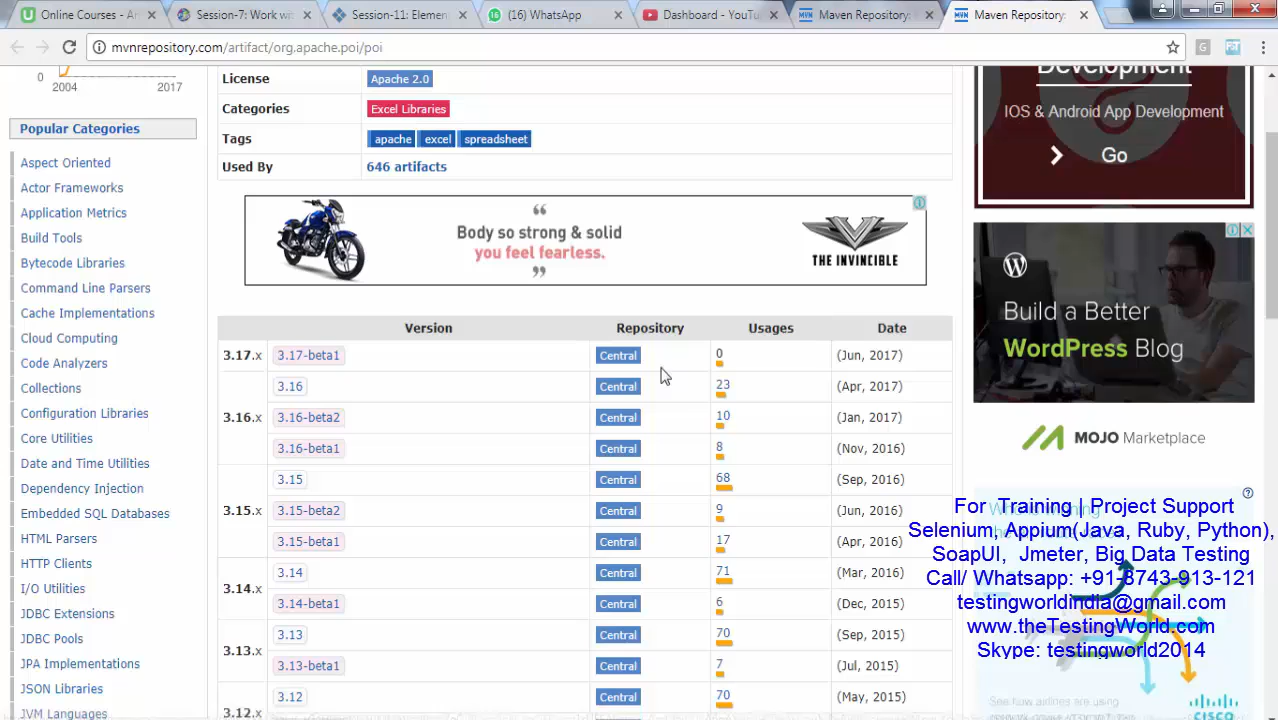 Online Courses - A
Session-7: Work wi
Session-11: Elemen
(16) WhatsApp
Dashboard - YouTu
Maven Repository:
Maven Repository:
mvnrepository.com/artifact/org.apache.poi/poi
0
2004 2017
Popular Categories
Aspect Oriented
Actor Frameworks
Application Metrics
Build Tools
Bytecode Libraries
Command Line Parsers
Cache Implementations
Cloud Computing
Code Analyzers
Collections
Configuration Libraries
Core Utilities
Date and Time Utilities
Dependency Injection
Embedded SQL Databases
HTML Parsers
HTTP Clients
I/O Utilities
JDBC Extensions
JDBC Pools
JPA Implementations
JSON Libraries
JVM Languages
License Apache 2.0
Categories Excel Libraries
Tags apache excel spreadsheet
Used By 646 artifacts
“
Body so strong & solid
you feel fearless.
”
THE INVINCIBLE
Version Repository Usages Date
3.17.x 3.17-beta1 Central 0 (Jun, 2017)
3.16 Central 23 (Apr, 2017)
3.16.x 3.16-beta2 Central 10 (Jan, 2017)
3.16-beta1 Central 8 (Nov, 2016)
3.15 Central 68 (Sep, 2016)
3.15.x 3.15-beta2 Central 9 (Jun, 2016)
3.15-beta1 Central 17 (Apr, 2016)
3.14 Central 71 (Mar, 2016)
3.14.x
3.14-beta1 Central 6 (Dec, 2015)
3.13 Central 70 (Sep, 2015)
3.13.x
3.13-beta1 Central 7 (Jul, 2015)
3.12 Central 70 (May, 2015)
3.12.x
Development
IOS & Android App Development
Go
Build a Better
WordPress Blog
MOJO Marketplace
For Training | Project Support
Selenium, Appium(Java, Ruby, Python),
SoapUI, Jmeter, Big Data Testing
Call/ Whatsapp: +91-8743-913-121
testingworldindia@gmail.com
www.theTestingWorld.com
Skype: testingworld2014
See how airlines are using
CISCO